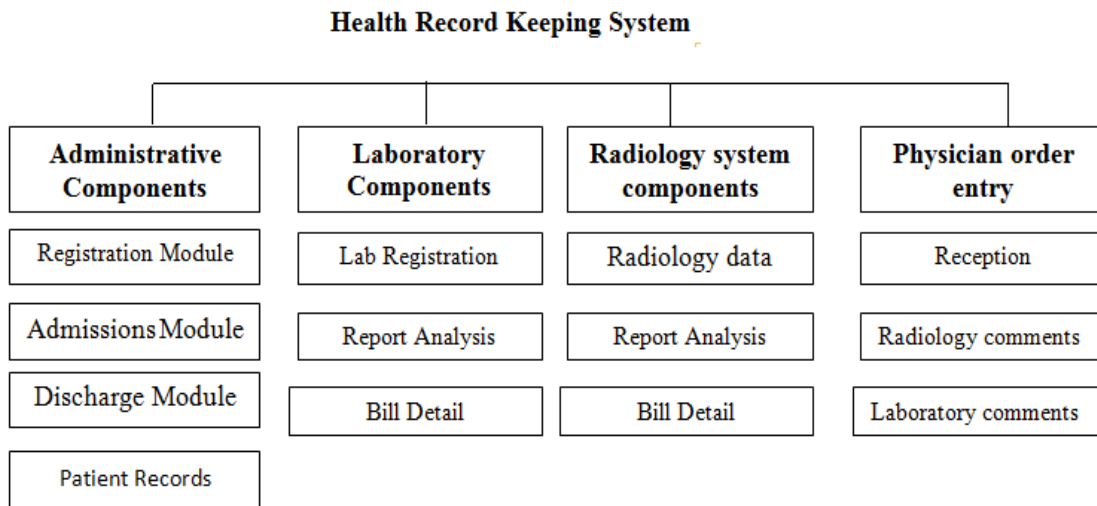 Health Record Keeping System
Administrative
Components
Laboratory
Components
Radiology system
components
Physician order
entry
Registration Module
Lab Registration
Radiology data
Reception
Admissions Module
Report Analysis
Report Analysis
Radiology comments
Discharge Module
Bill Detail
Bill Detail
Laboratory comments
Patient Records